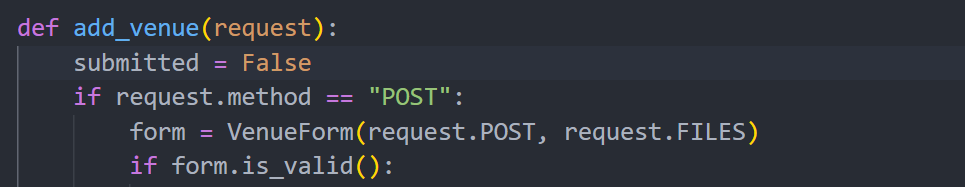 def add_venue(request):
    submitted = False
    if request.method == "POST":
        form = VenueForm(request.POST, request.FILES)
        if form.is_valid():